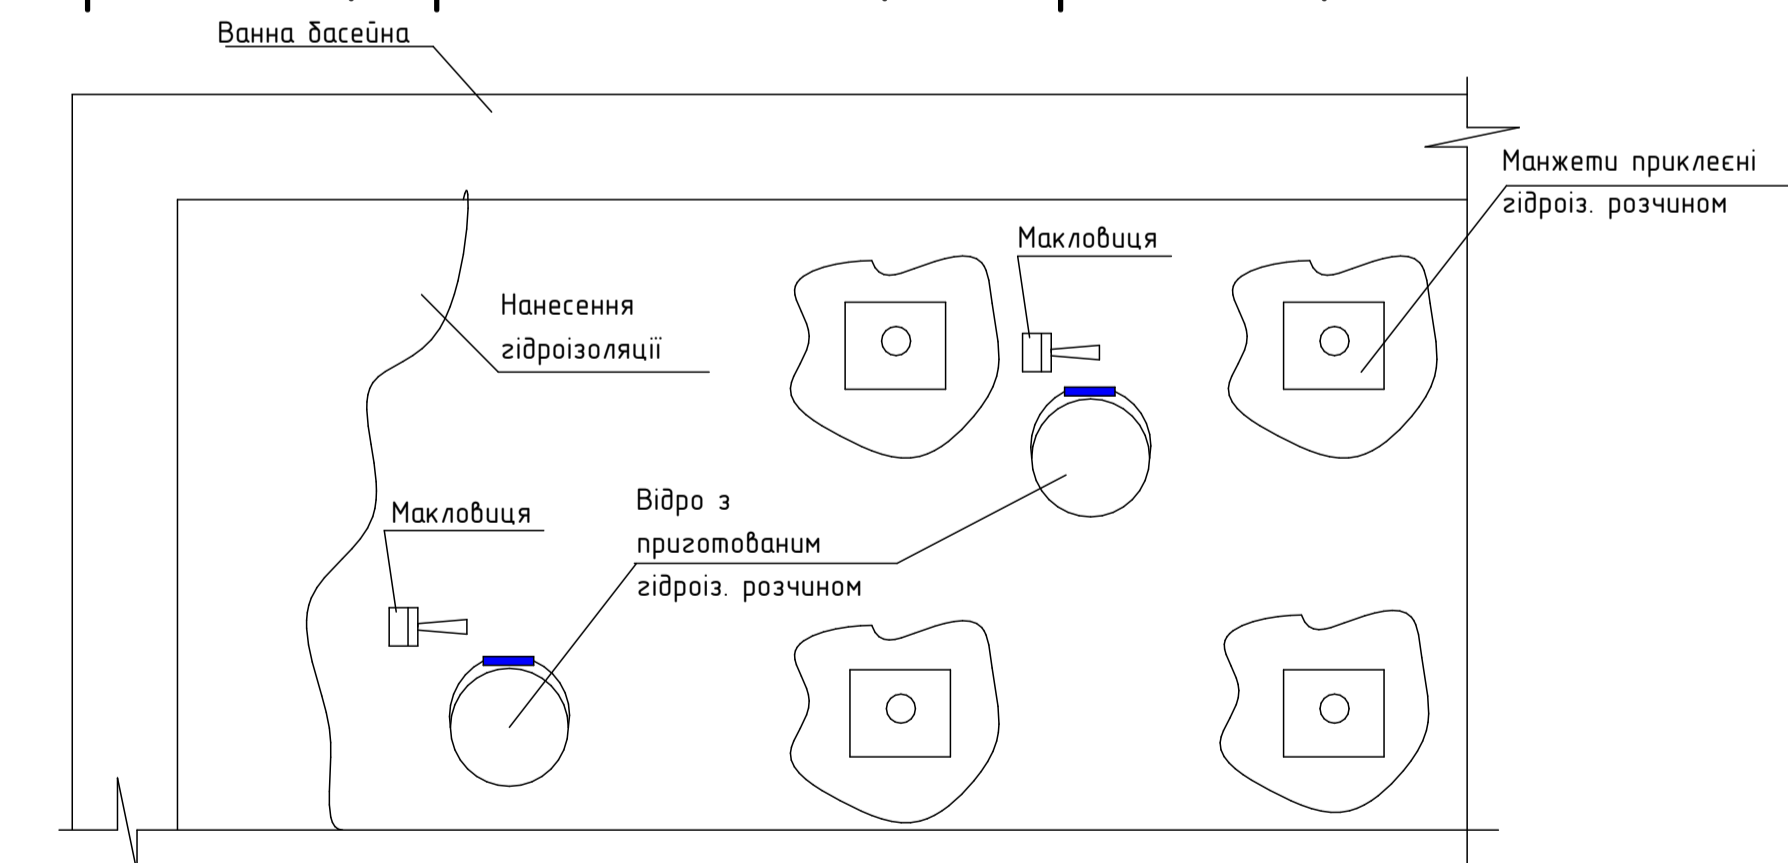 Ванна басейна
Манжети приклеєні
гідроіз. розчином
Макловиця
Нанесення
гідроізоляції
Відро з
приготованим
гідроіз. розчином
Макловиця